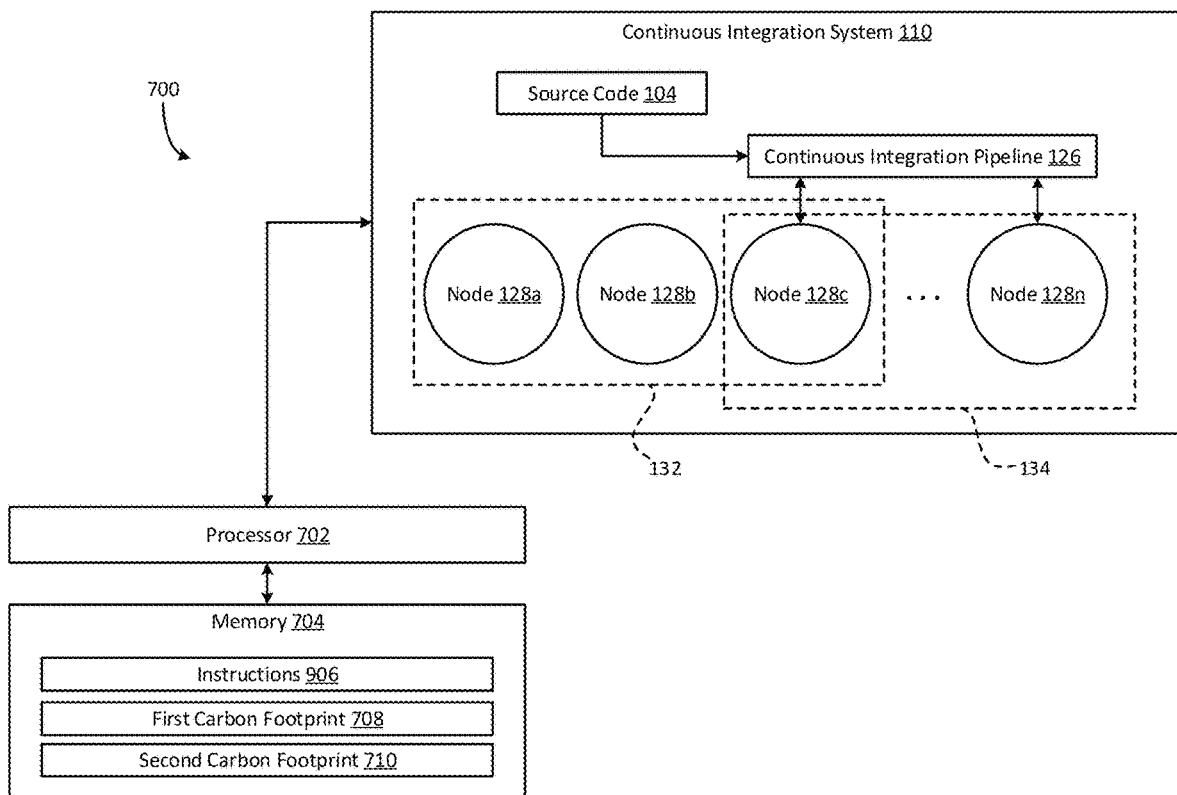 Continuous Integration System 110
700
Source Code 104
Continuous Integration Pipeline 126
Node 128a
Node 128b
Node 128c
. . .
Node 128n
132
134
Processor 702
Memory 704
Instructions 906
First Carbon Footprint 708
Second Carbon Footprint 710